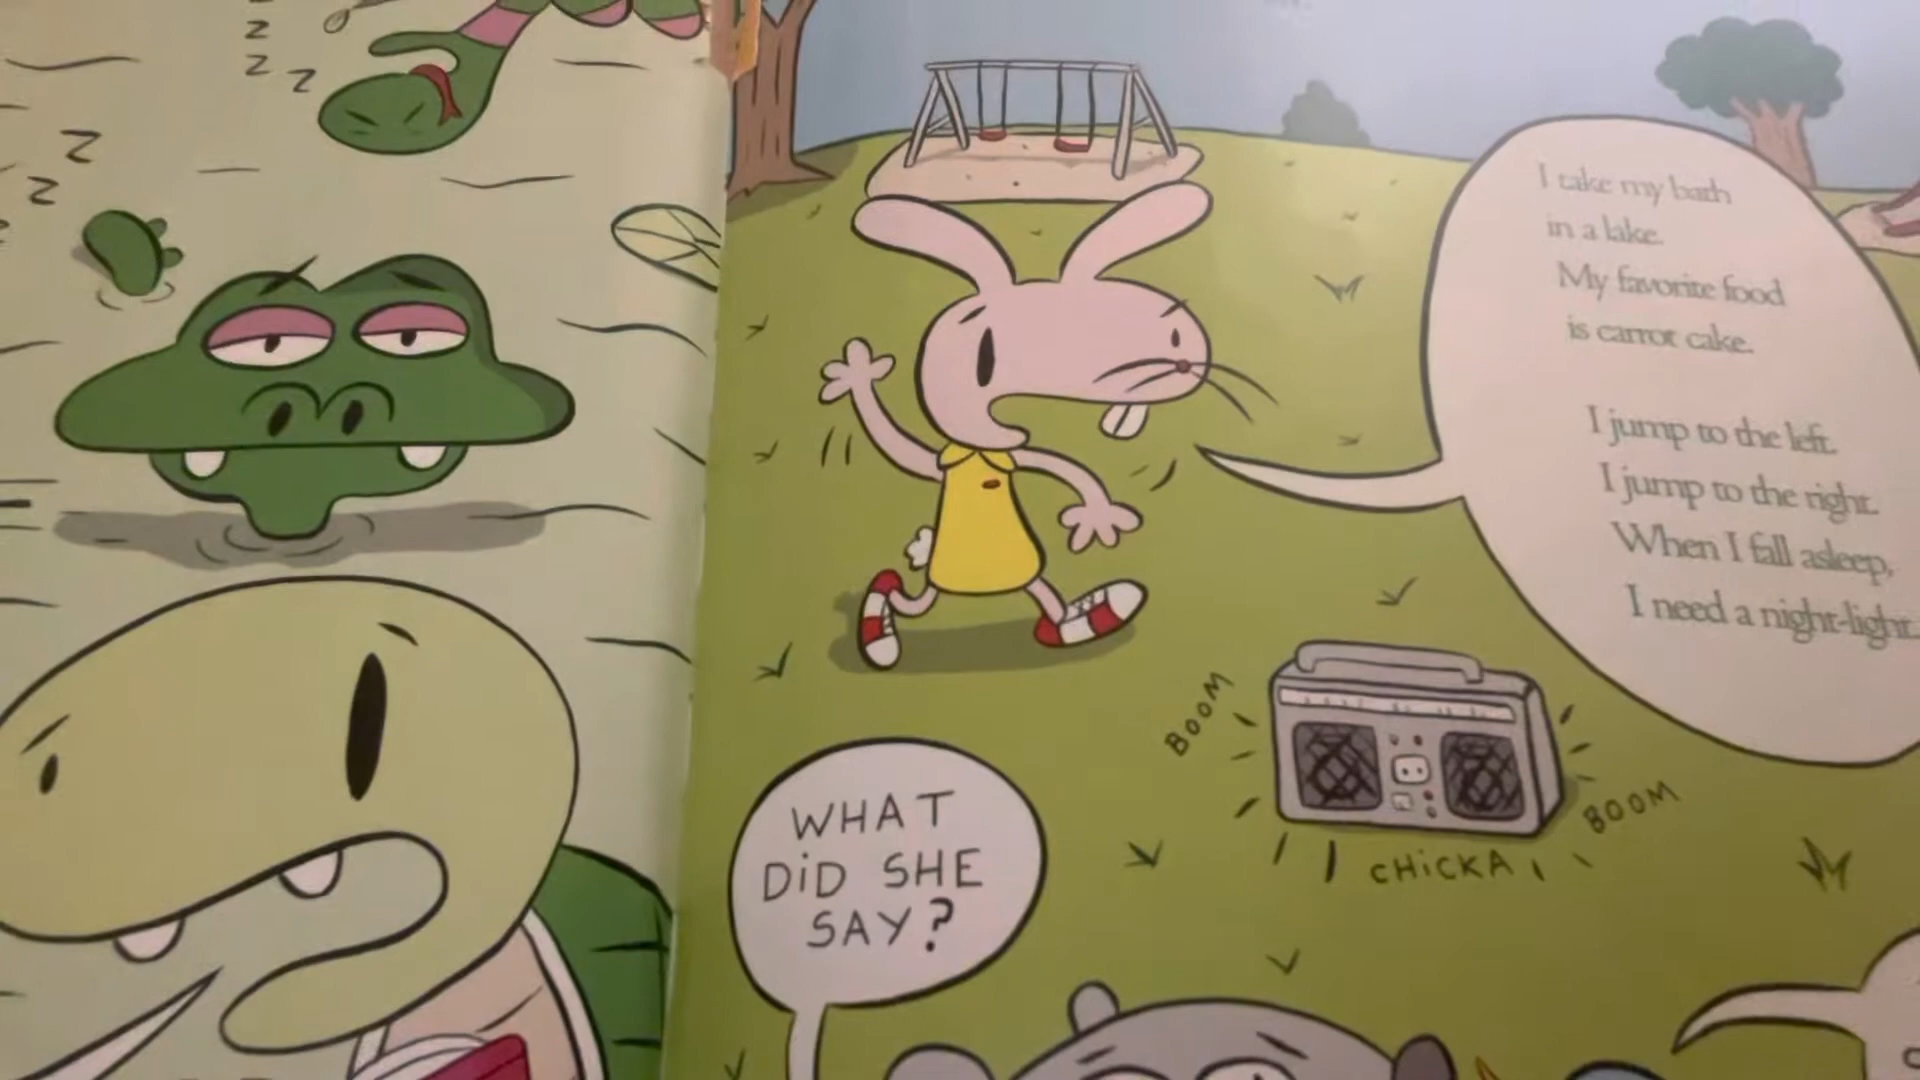 z
z
z z
z
z
I take my bath
in a lake.
My favorite food
is carrot cake.
I jump to the left.
I jump to the right.
When I fall asleep,
I need a night-light.
BOOM
CHiCKA
BOOM
WHAT
DiD SHE
SAY?